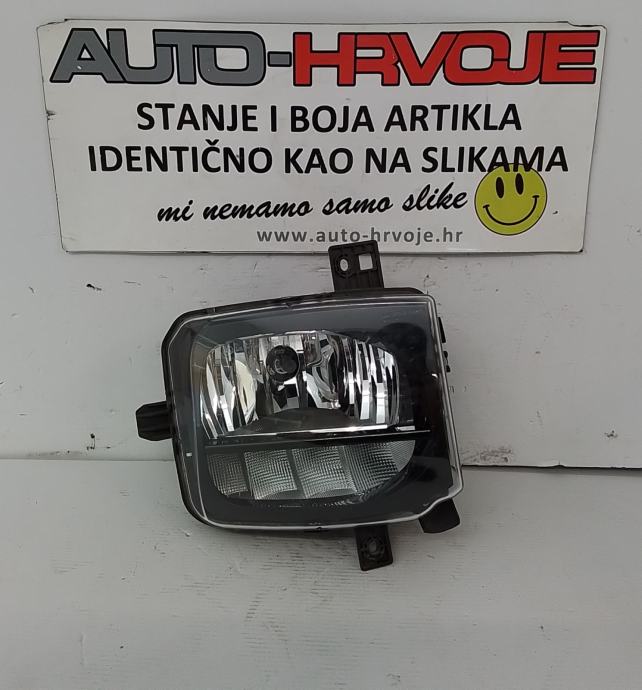 AUTO-HRVOJE
STANJE I BOJA ARTIKLA
IDENTIČNO KAO NA SLIKAMA
mi nemamo samo slike
www.auto-hrvoje.hr